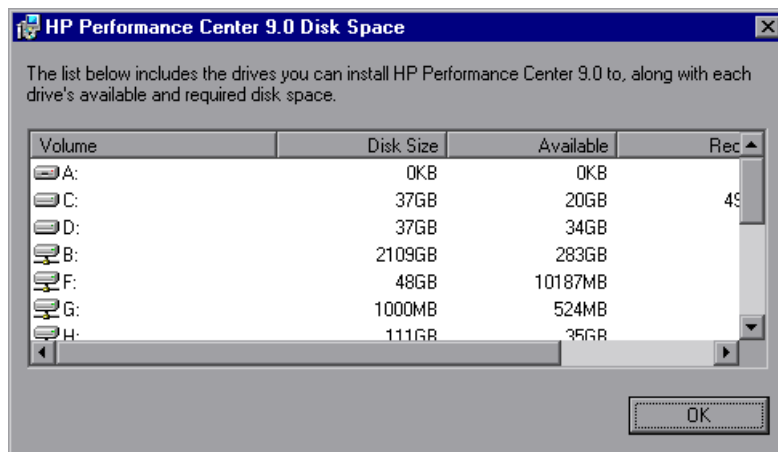 HP Performance Center 9.0 Disk Space
The list below includes the drives you can install HP Performance Center 9.0 to, along with each
drive's available and required disk space.
Volume Disk Size Available Rec
A: 0KB 0KB
C: 37GB 20GB 49
D: 37GB 34GB
B: 2109GB 283GB
F: 48GB 10187MB
G: 1000MB 524MB
H: 111GB 35GB
OK